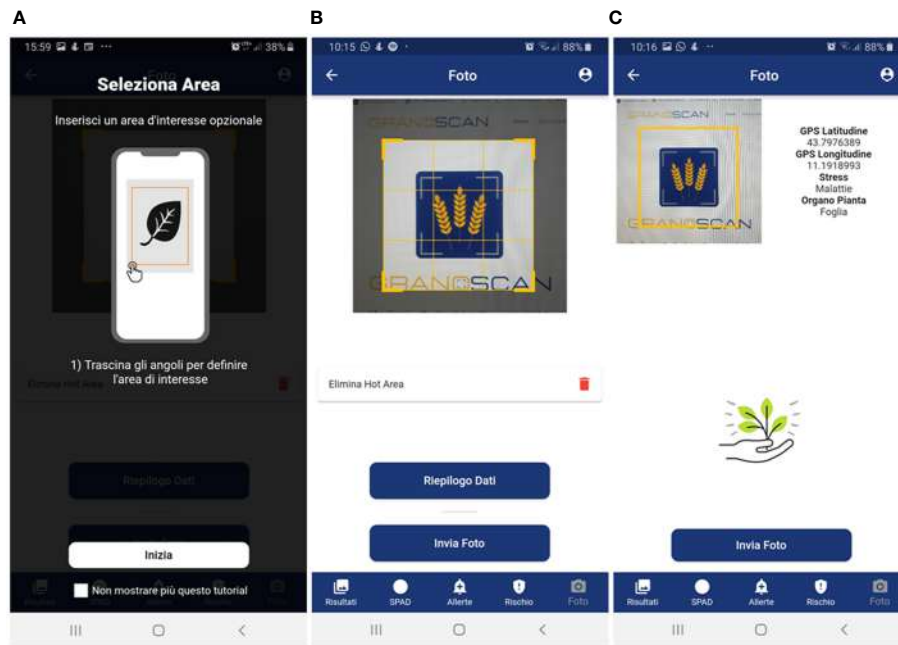 A
B
C
15:59
38%
Seleziona Area
Inserisci un area d'interesse opzionale
1) Trascina gli angoli per definire
l'area di interesse
Elimina Hot Area
Riepilogo Dati
Inizia
Non mostrare più questo tutorial
10:15
88%
Foto
GRANOSCAN
GRANOSCAN
Elimina Hot Area
Riepilogo Dati
Invia Foto
Risultati
SPAD
Allerte
Rischio
Foto
10:16
88%
Foto
GRANOSCAN
GRANOSCAN
GPS Latitudine
43.7976389
GPS Longitudine
11.1918993
Stress
Malattie
Organo Pianta
Foglia
Invia Foto
Risultati
SPAD
Allerte
Rischio
Foto